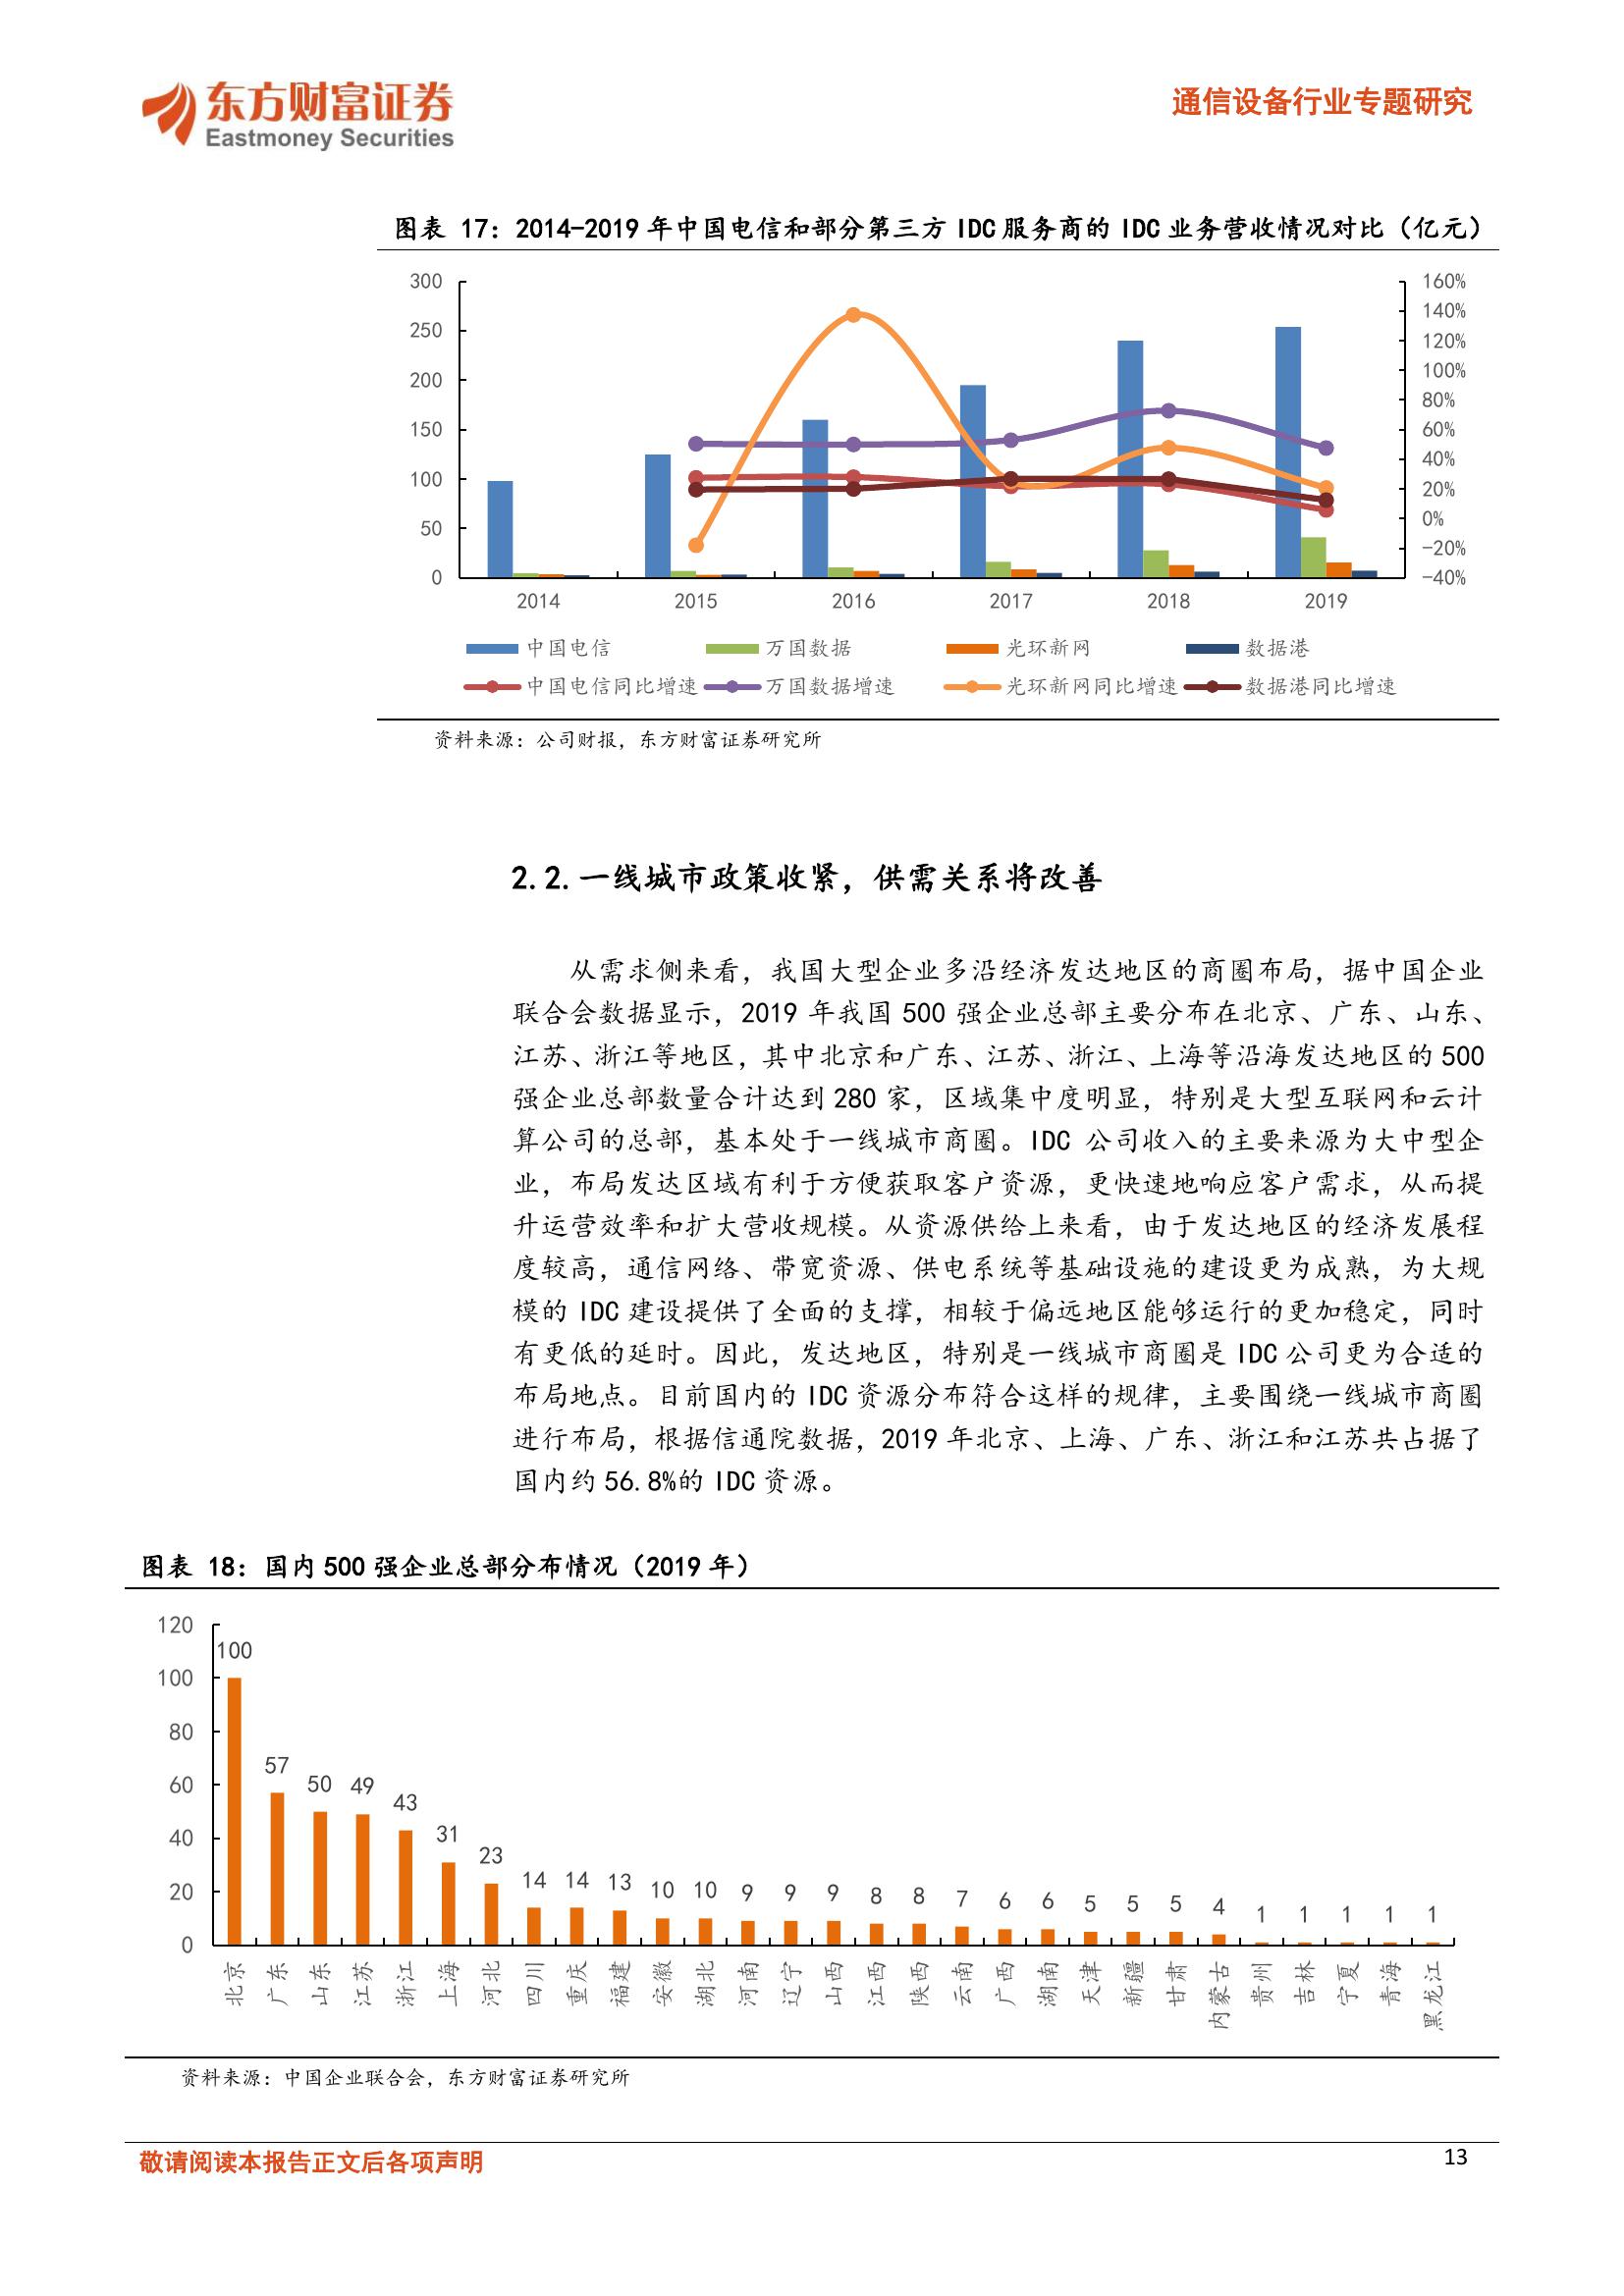 东方财富证券
Eastmoney Securities
通信设备行业专题研究
图表 17：2014-2019 年中国电信和部分第三方 IDC 服务商的 IDC 业务营收情况对比（亿元）
300
250
200
150
100
50
0
160%
140%
120%
100%
80%
60%
40%
20%
0%
-20%
-40%
2014 2015 2016 2017 2018 2019
中国电信 万国数据 光环新网 数据港
中国电信同比增速 万国数据增速 光环新网同比增速 数据港同比增速
资料来源：公司财报，东方财富证券研究所
2.2.一线城市政策收紧，供需关系将改善
从需求侧来看，我国大型企业多沿经济发达地区的商圈布局，据中国企业
联合会数据显示，2019 年我国 500 强企业总部主要分布在北京、广东、山东、
江苏、浙江等地区，其中北京和广东、江苏、浙江、上海等沿海发达地区的 500
强企业总部数量合计达到 280 家，区域集中度明显，特别是大型互联网和云计
算公司的总部，基本处于一线城市商圈。IDC 公司收入的主要来源为大中型企
业，布局发达区域有利于方便获取客户资源，更快速地响应客户需求，从而提
升运营效率和扩大营收规模。从资源供给上来看，由于发达地区的经济发展程
度较高，通信网络、带宽资源、供电系统等基础设施的建设更为成熟，为大规
模的 IDC 建设提供了全面的支撑，相较于偏远地区能够运行的更加稳定，同时
有更低的延时。因此，发达地区，特别是一线城市商圈是 IDC 公司更为合适的
布局地点。目前国内的 IDC 资源分布符合这样的规律，主要围绕一线城市商圈
进行布局，根据信通院数据，2019 年北京、上海、广东、浙江和江苏共占据了
国内约 56.8%的 IDC 资源。
图表 18：国内 500 强企业总部分布情况（2019 年）
120
100
80
60
40
20
0
100 57 50 49 43 31 23 14 14 13 10 10 9 9 9 8 8 7 6 6 5 5 5 4 1 1 1 1 1
北京 广东 山东 江苏 浙江 上海 河北 四川 重庆 福建 安徽 湖北 河南 辽宁 山西 江西 陕西 云南 广西 湖南 天津 新疆 甘肃 内蒙古 贵州 吉林 宁夏 青海 黑龙江
资料来源：中国企业联合会，东方财富证券研究所
敬请阅读本报告正文后各项声明
13